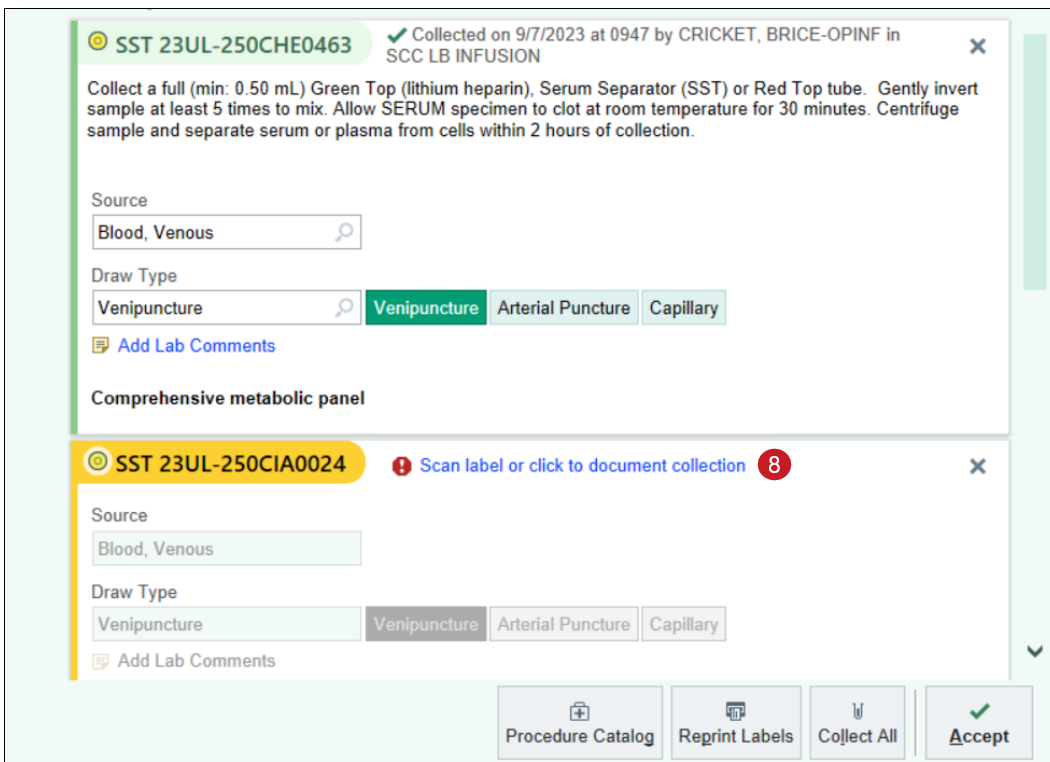 SST 23UL-250CHE0463
Collected on 9/7/2023 at 0947 by CRICKET, BRICE-OPINF in
SCC LB INFUSION
Collect a full (min: 0.50 mL) Green Top (lithium heparin), Serum Separator (SST) or Red Top tube. Gently invert
sample at least 5 times to mix. Allow SERUM specimen to clot at room temperature for 30 minutes. Centrifuge
sample and separate serum or plasma from cells within 2 hours of collection.
Source
Blood, Venous
Draw Type
Venipuncture Venipuncture Arterial Puncture Capillary
Add Lab Comments
Comprehensive metabolic panel
SST 23UL-250CIA0024 Scan label or click to document collection 8
Source
Blood, Venous
Draw Type
Venipuncture Venipuncture Arterial Puncture Capillary
Add Lab Comments
Procedure Catalog Reprint Labels Collect All Accept